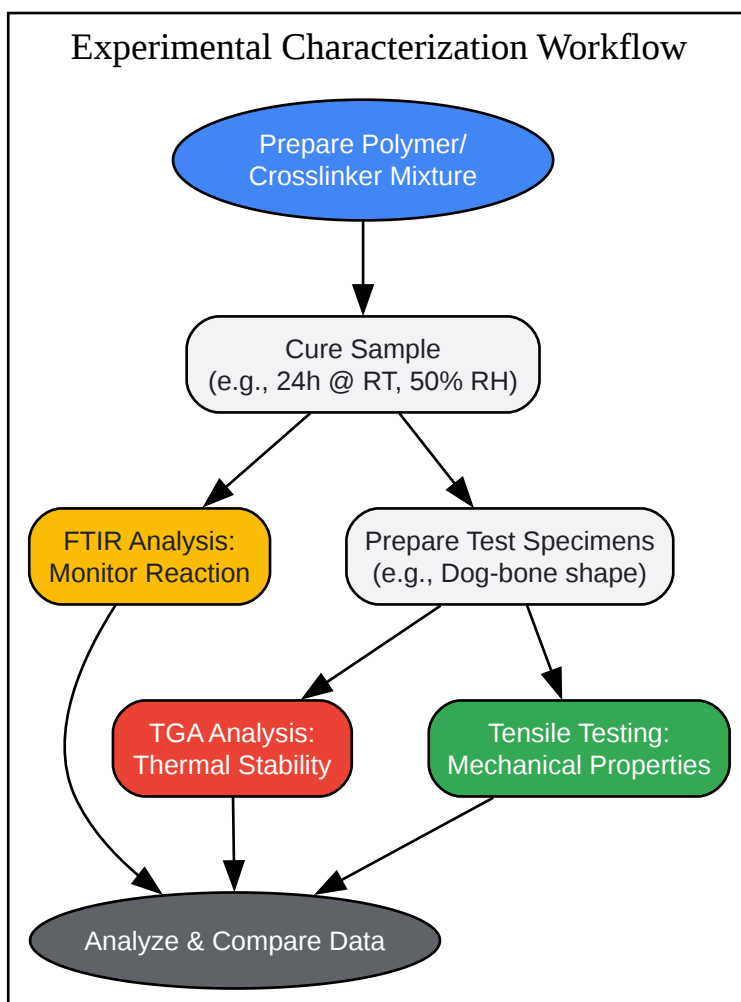 Experimental Characterization Workflow
Prepare Polymer/
Crosslinker Mixture
Cure Sample
(e.g., 24h @ RT, 50% RH)
FTIR Analysis:
Monitor Reaction
Prepare Test Specimens
(e.g., Dog-bone shape)
TGA Analysis:
Thermal Stability
Tensile Testing:
Mechanical Properties
Analyze & Compare Data